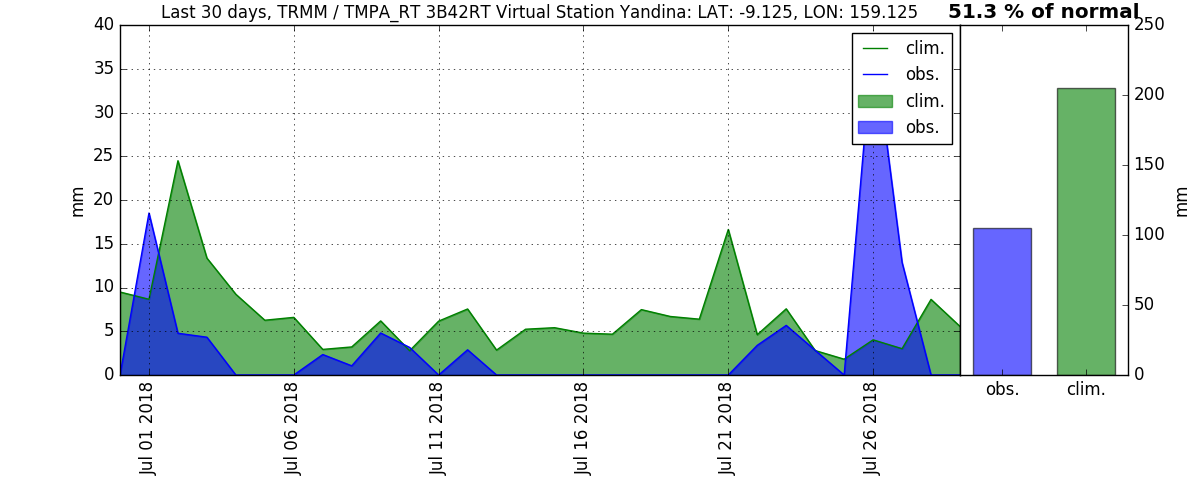 Last 30 days, TRMM / TMPA_RT 3B42RT Virtual Station Yandina: LAT: -9.125, LON: 159.125
51.3 % of normal
40
35
30
25
20
15
10
5
0
mm
clim.
obs.
clim.
obs.
Jul 01 2018
Jul 06 2018
Jul 11 2018
Jul 16 2018
Jul 21 2018
Jul 26 2018
250
200
150
100
50
0
mm
obs.
clim.